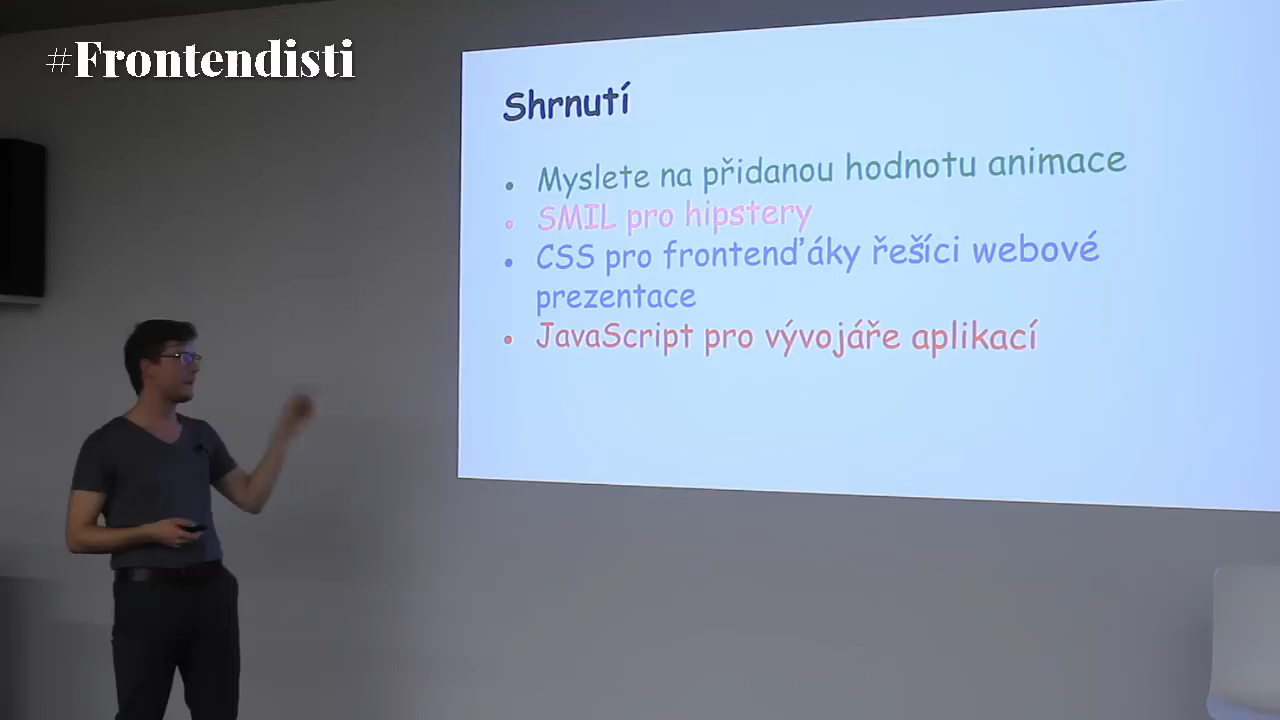 #Frontendisti
Shrnutí
• Myslete na přidanou hodnotu animace
• SMIL pro hipstery
• CSS pro frontenďáky řešíci webové
prezentace
• JavaScript pro vývojáře aplikací